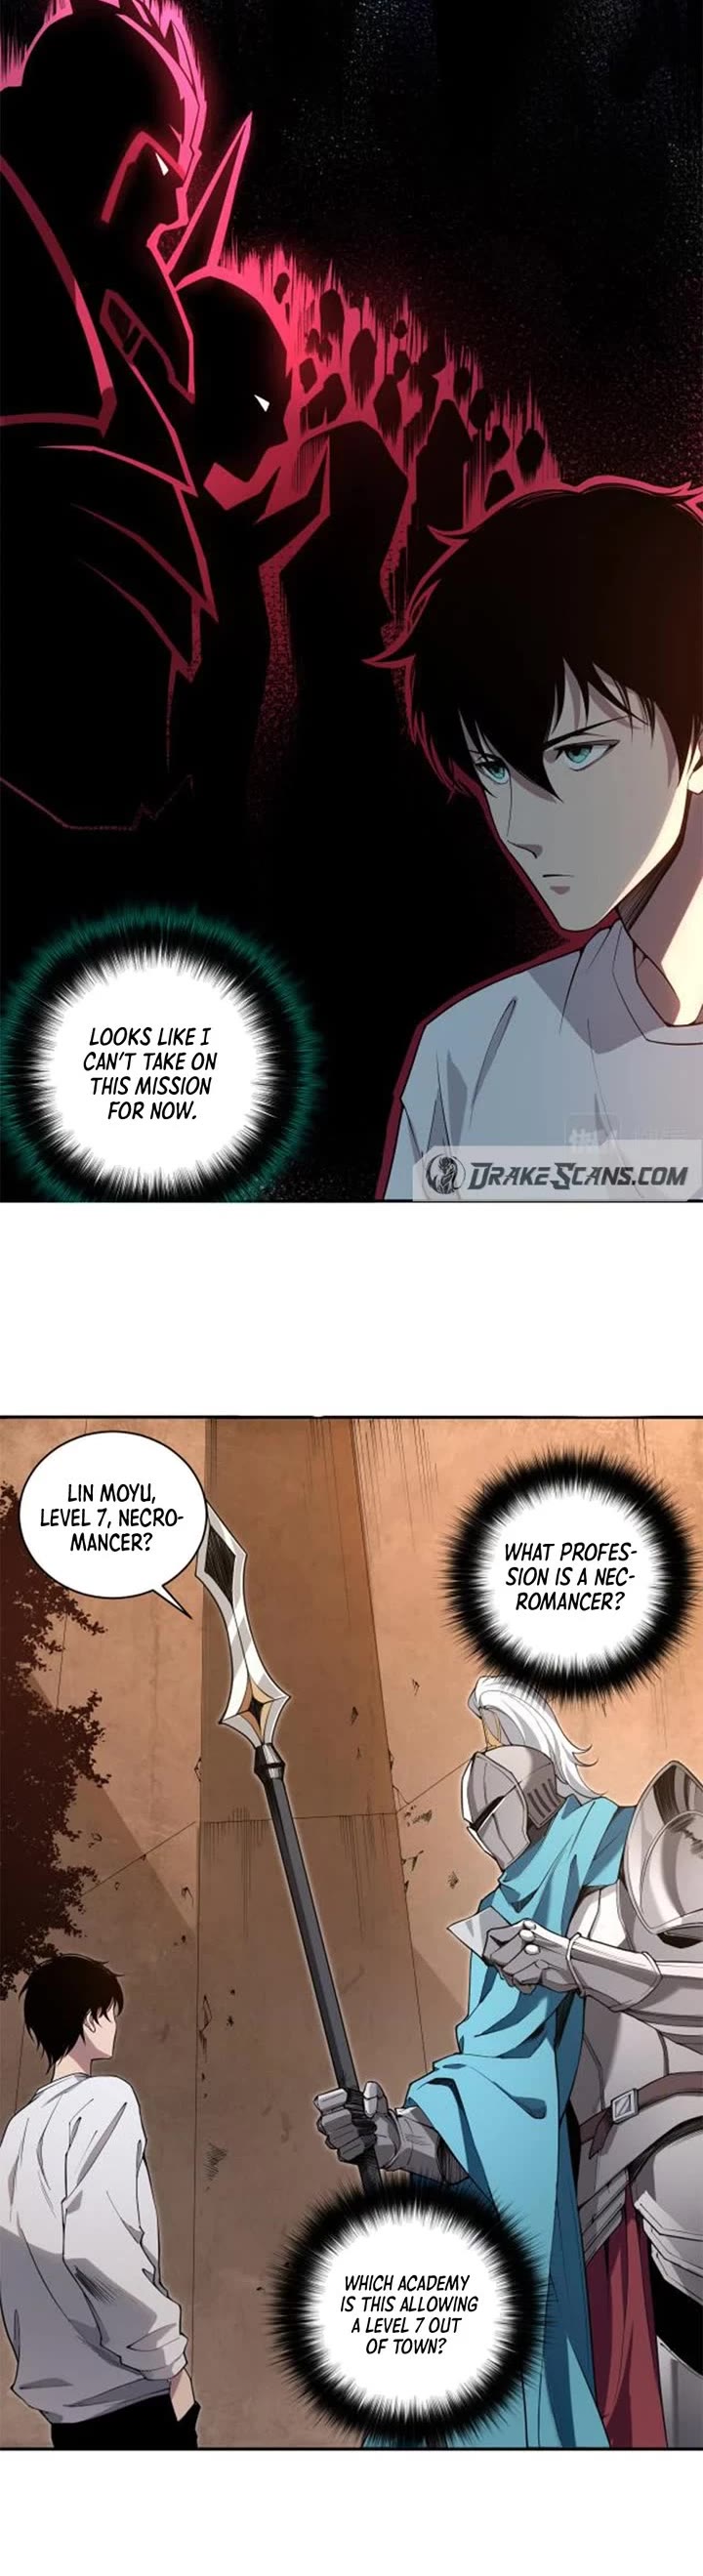 LOOKS LIKE I
CAN'T TAKE ON
THIS MISSION
FOR NOW.
DRAKESCANS.COM
LIN MOYU,
LEVEL 7, NECRO-
MANCER?
WHAT PROFES-
SION IS A NEC-
ROMANCER?
WHICH ACADEMY
IS THIS ALLOWING
A LEVEL 7 OUT
OF TOWN?